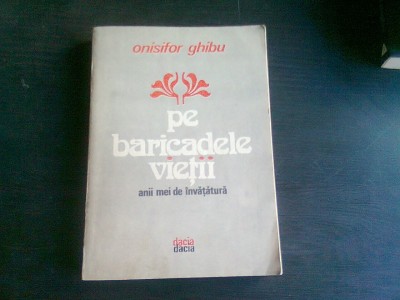 onisifor ghibu
pe
baricadele
vieții
anii mei de învățătură
dacia
dacia